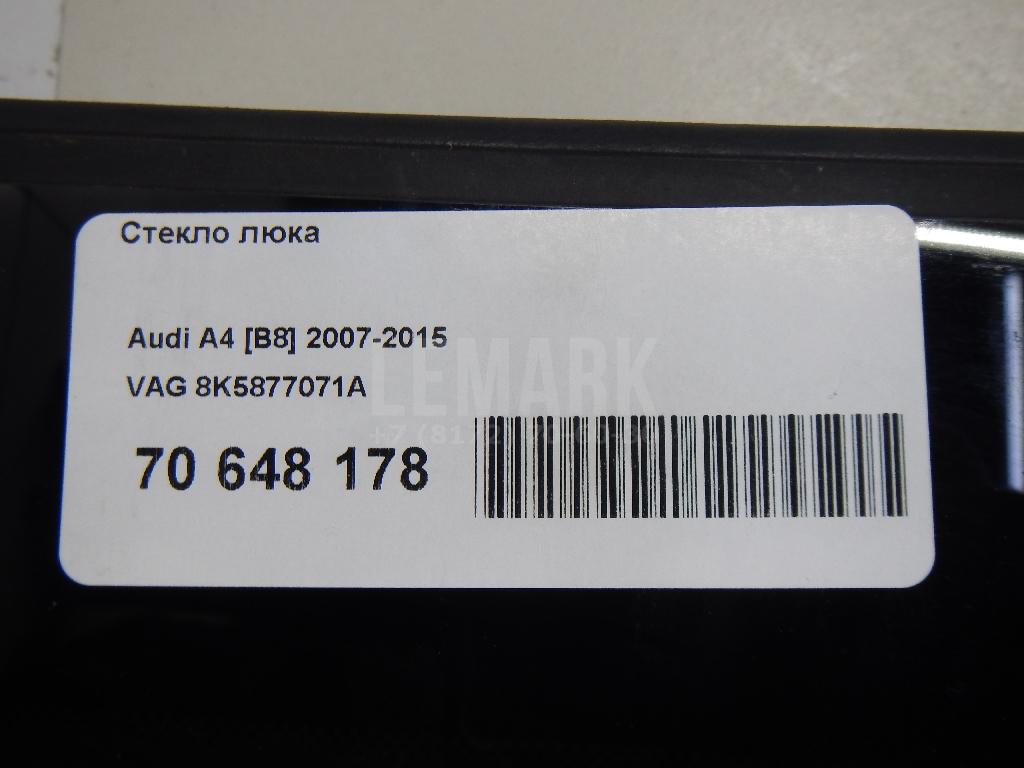 Стекло люка
Audi A4 [B8] 2007-2015
VAG 8K5877071A
LEMARK
70 648 178